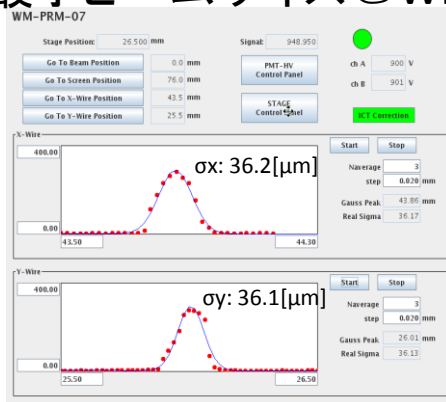 WM-PRM-07
Stage Position: 26.500 mm Signal: 948.950
Go To Beam Position 0.0 mm PMT-HV Control Panel ch A 900 V
Go To Screen Position 76.0 mm ch B 901 V
Go To X-Wire Position 43.5 mm STAGE
Go To Y-Wire Position 25.5 mm ICT Correction
X-Wire
Start Stop
400.00
σx: 36.2[μm]
Naverage 3
step 0.020 mm
Gauss Peak 43.86 mm
Real Sigma 36.17
0.00
43.50 44.30
Y-Wire
Start Stop
400.00
σy: 36.1[μm]
Naverage 3
step 0.020 mm
Gauss Peak 26.01 mm
Real Sigma 36.13
0.00
25.50 26.50